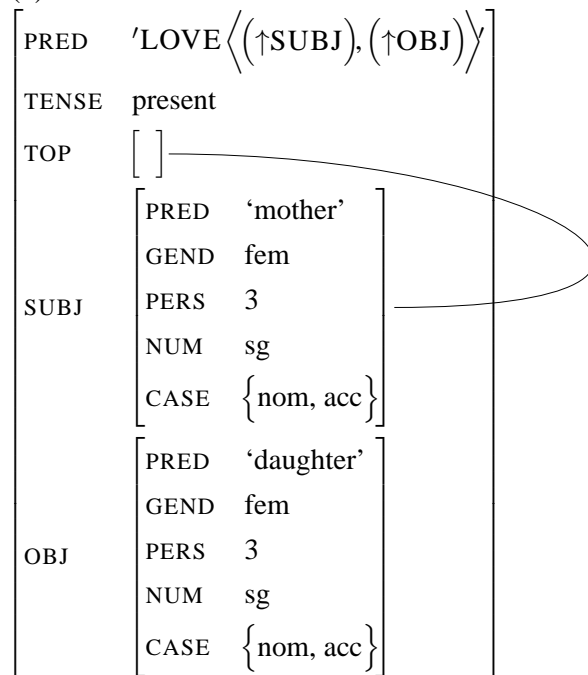 PRED 'LOVE⟨(↑SUBJ),(↑OBJ)⟩'
TENSE present
TOP [ ]
PRED ‘mother’
GEND fem
SUBJ PERS 3
NUM sg
CASE {nom, acc}
PRED ‘daughter’
GEND fem
OBJ PERS 3
NUM sg
CASE {nom, acc}